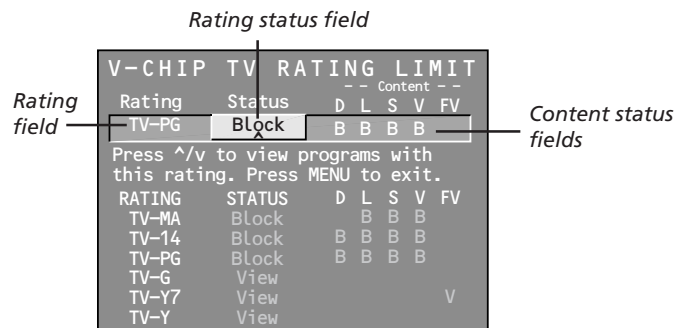 Rating status field
V-CHIP TV RATING LIMIT
-- Content --
Rating Status D L S V FV
Rating field
TV-PG Block B B B B
Content status fields
Press ^/v to view programs with
this rating. Press MENU to exit.
RATING STATUS D L S V FV
TV-MA Block B B B
TV-14 Block B B B B
TV-PG Block B B B B
TV-G View
TV-Y7 View V
TV-Y View